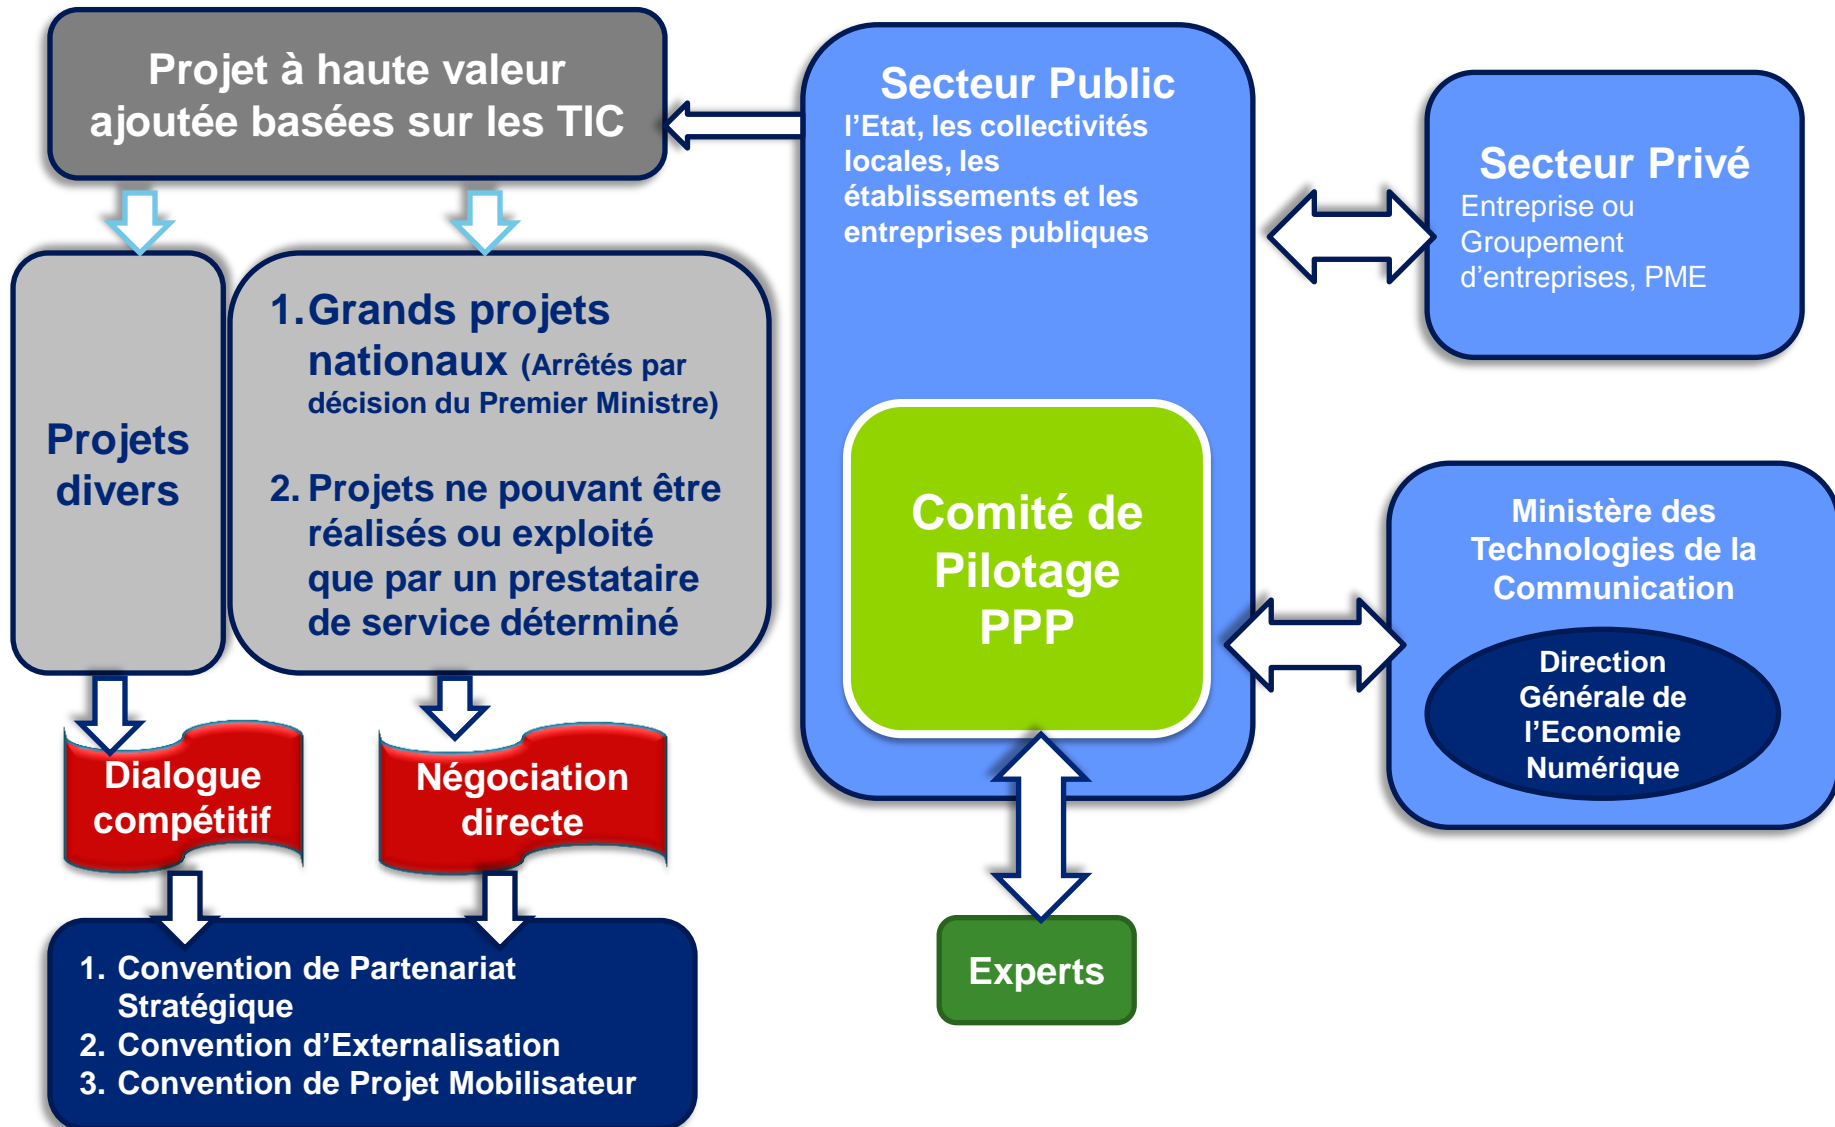 Projet à haute valeur
ajoutée basées sur les TIC
Secteur Public
l’Etat, les collectivités
locales, les
établissements et les
entreprises publiques
Secteur Privé
Entreprise ou
Groupement
d’entreprises, PME
Projets
divers
1. Grands projets
nationaux (Arrêtés par
décision du Premier Ministre)
2. Projets ne pouvant être
réalisés ou exploité
que par un prestataire
de service déterminé
Comité de
Pilotage
PPP
Ministère des
Technologies de la
Communication
Direction
Générale de
l’Economie
Numérique
Dialogue
compétitif
Négociation
directe
Experts
1. Convention de Partenariat
Stratégique
2. Convention d’Externalisation
3. Convention de Projet Mobilisateur